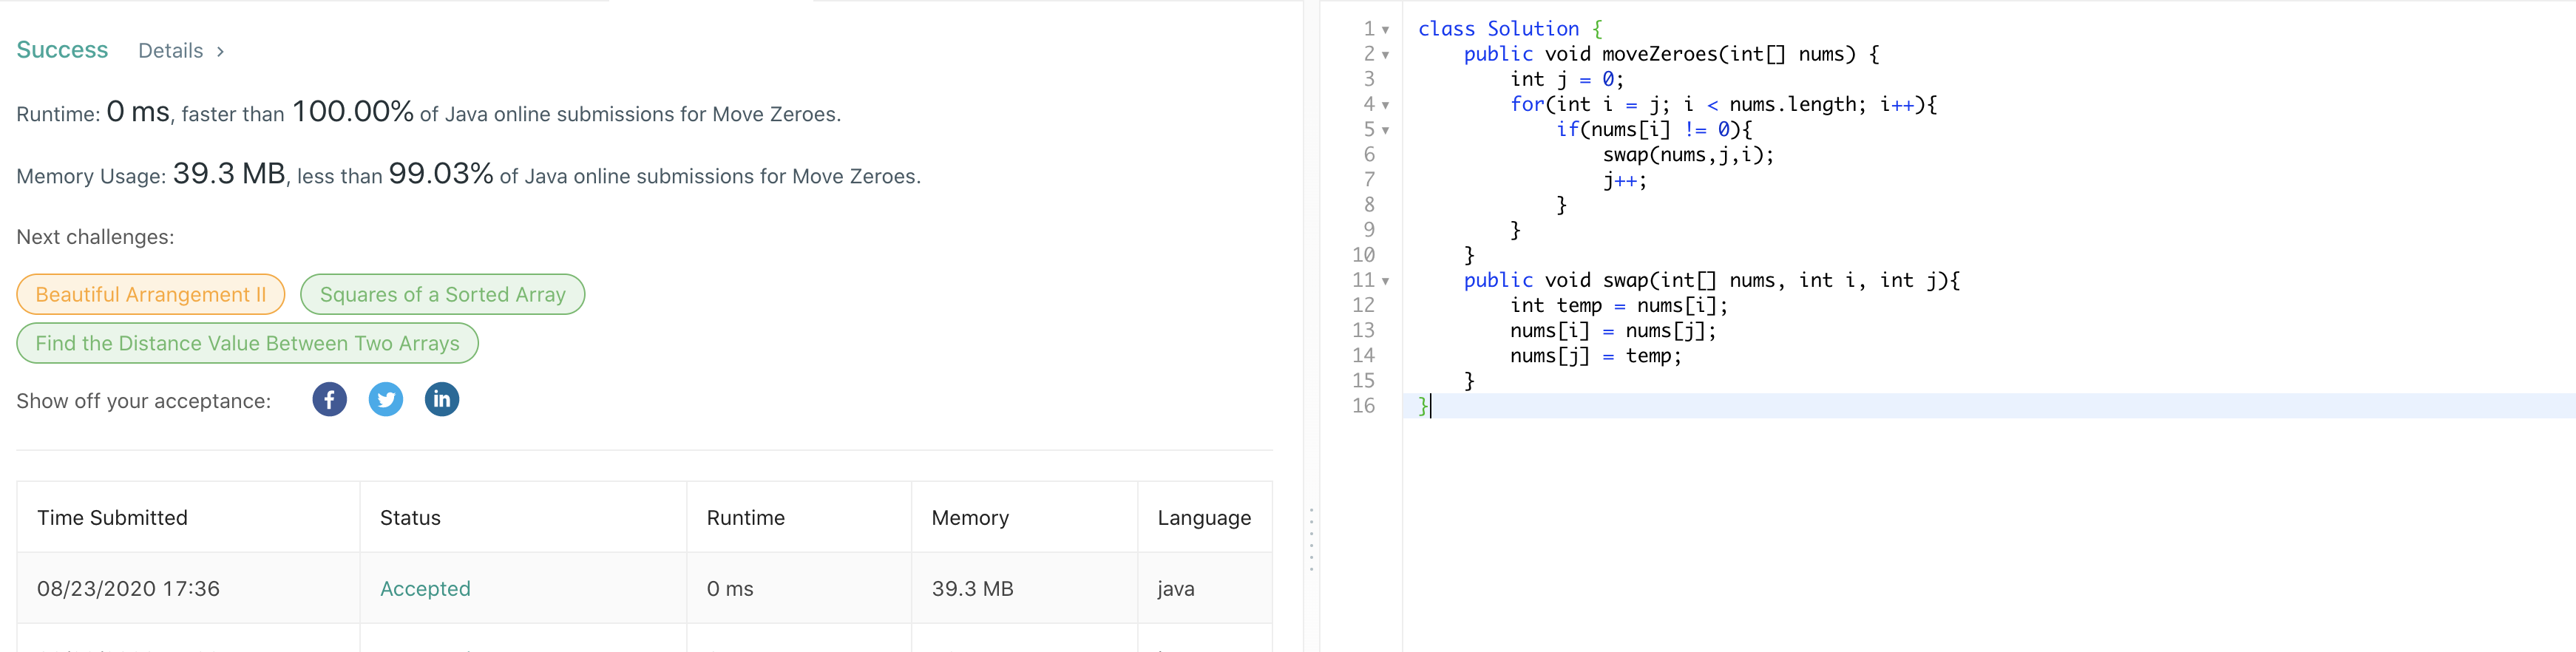 Success Details >
Runtime: 0 ms, faster than 100.00% of Java online submissions for Move Zeroes.
Memory Usage: 39.3 MB, less than 99.03% of Java online submissions for Move Zeroes.
Next challenges:
Beautiful Arrangement II Squares of a Sorted Array
Find the Distance Value Between Two Arrays
Show off your acceptance: f in
Time Submitted Status Runtime Memory Language
08/23/2020 17:36 Accepted 0 ms 39.3 MB java
1 class Solution {
2 public void moveZeroes(int[] nums) {
3 int j = 0;
4 for(int i = j; i < nums.length; i++){
5 if(nums[i] != 0){
6 swap(nums,j,i);
7 j++;
8 }
9 }
10 }
11 public void swap(int[] nums, int i, int j){
12 int temp = nums[i];
13 nums[i] = nums[j];
14 nums[j] = temp;
15 }
16 }